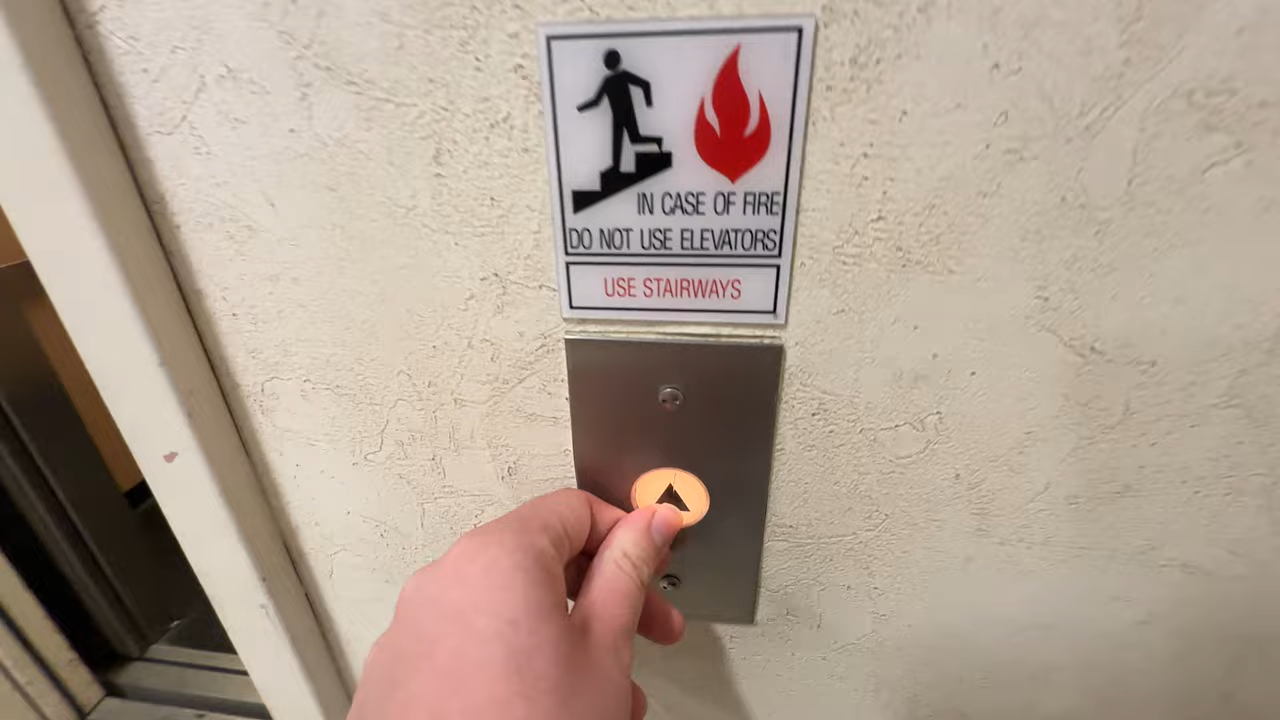 IN CASE OF FIRE
DO NOT USE ELEVATORS
USE STAIRWAYS